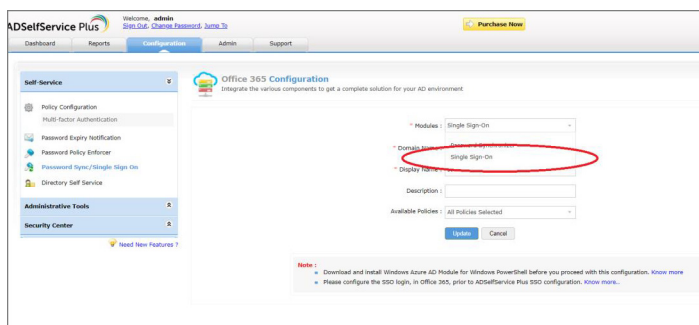 ADSelfService Plus
Welcome, admin
Sign Out, Change Password, Jump To
Purchase Now
Dashboard Reports Configuration Admin Support
Self-Service
Office 365 Configuration
Integrate the various components to get a complete solution for your AD environment
Policy Configuration
Multi-factor Authentication
Password Expiry Notification
Password Policy Enforcer
Password Sync/Single Sign On
Directory Self Service
Administrative Tools
Security Center
Need New Features ?
* Modules : Single Sign-On
* Domain Name :
Single Sign-On
* Display Name :
Description :
Available Policies : All Policies Selected
Update Cancel
Note :
Download and install Windows Azure AD Module for Windows PowerShell before you proceed with this configuration. Know more
Please configure the SSO login, in Office 365, prior to ADSelfService Plus SSO configuration. Know more..